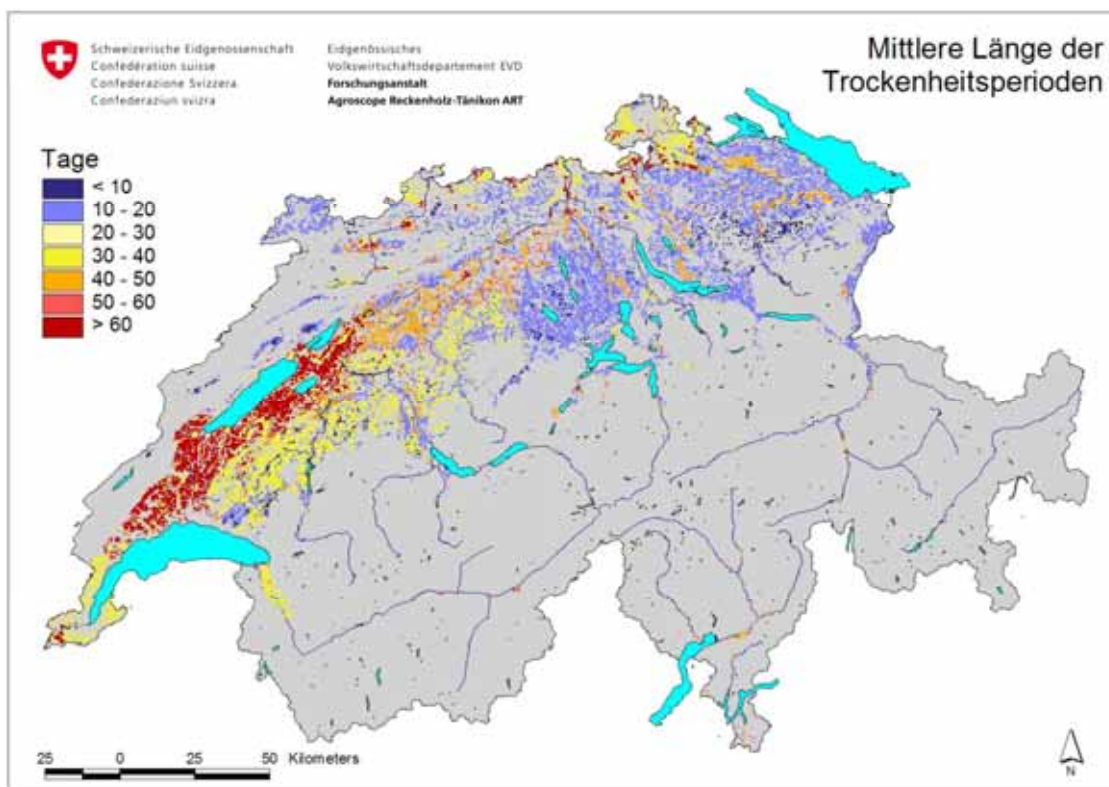 Schweizerische Eidgenossenschaft
Confédération suisse
Confederazione Svizzera
Confederaziun svizra
Eidgenössisches
Volkswirtschaftsdepartement EVD
Forschungsanstalt
Agroscope Reckenholz-Tänikon ART
Mittlere Länge der
Trockenheitsperioden
Tage
< 10
10 - 20
20 - 30
30 - 40
40 - 50
50 - 60
> 60
25 0 25 50 Kilometers
N